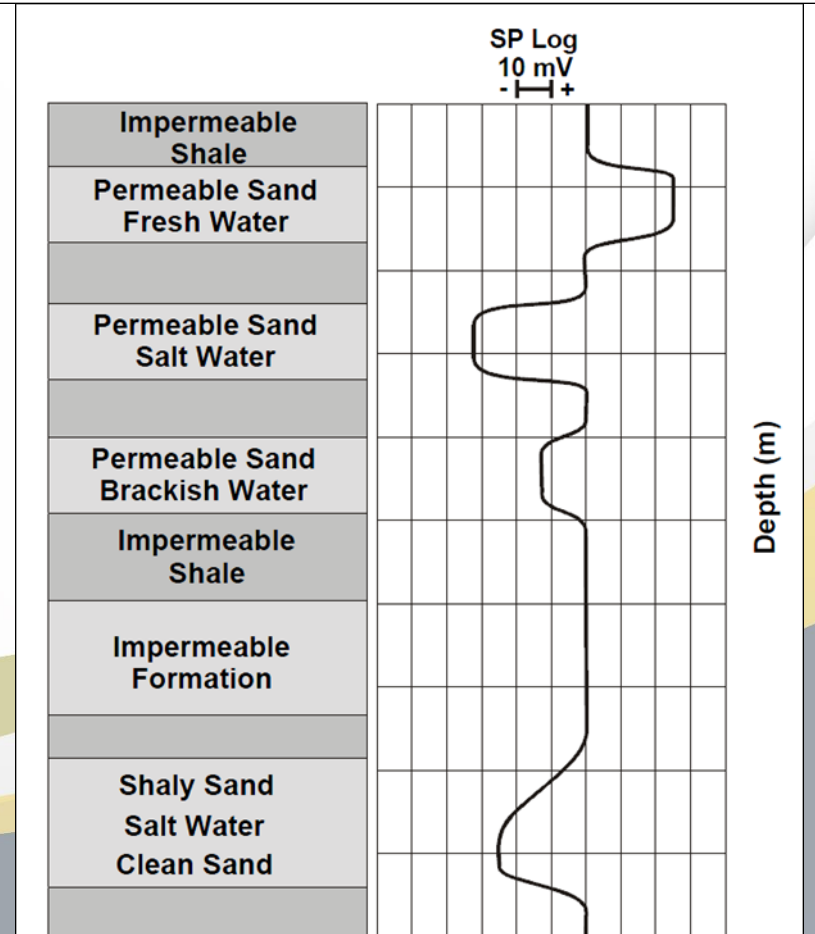 SP Log
10 mV
- +
Impermeable
Shale
Permeable Sand
Fresh Water
Permeable Sand
Salt Water
Permeable Sand
Brackish Water
Impermeable
Shale
Impermeable
Formation
Shaly Sand
Salt Water
Clean Sand
Depth (m)